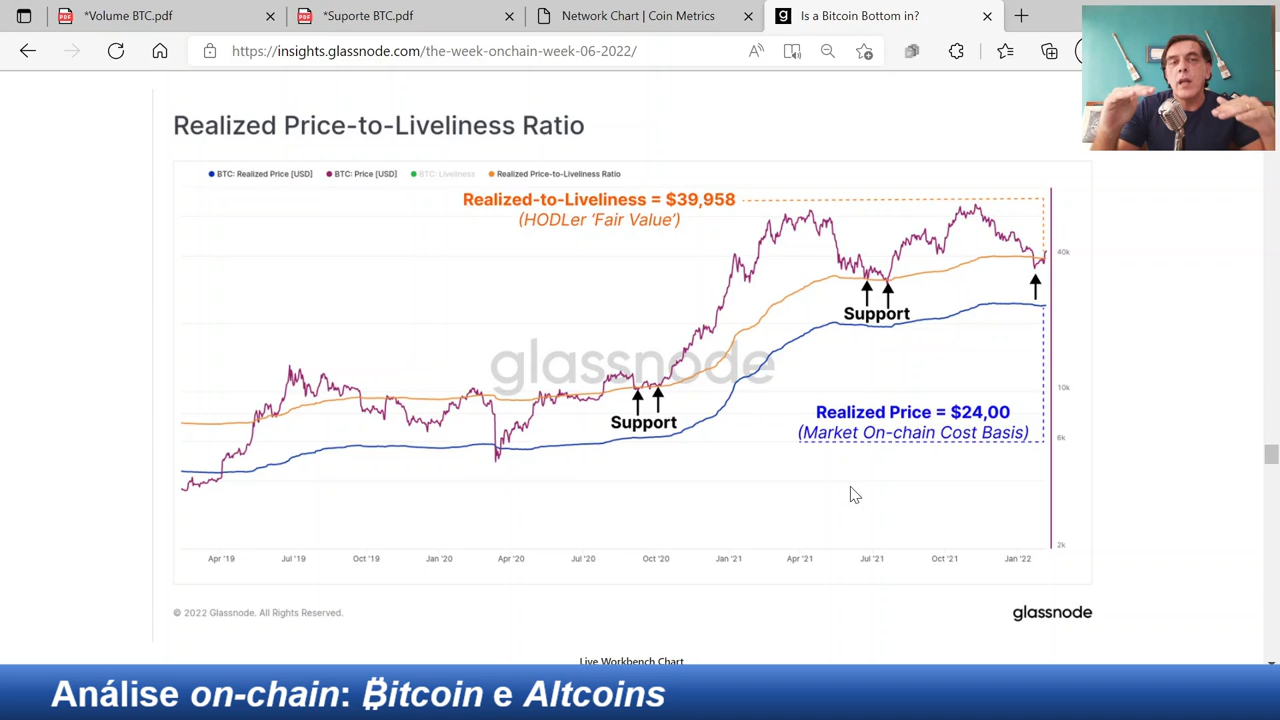 *Volume BTC.pdf
*Suporte BTC.pdf
Network Chart | Coin Metrics
Is a Bitcoin Bottom in?
https://insights.glassnode.com/the-week-onchain-week-06-2022/
Realized Price-to-Liveliness Ratio
BTC: Realized Price [USD] BTC: Price [USD] BTC: Liveliness Realized Price-to-Liveliness Ratio
Realized-to-Liveliness = $39,958
(HODLer ‘Fair Value’)
40k
Support
glassnode
10k
Realized Price = $24,00
Support
(Market On-chain Cost Basis)
6k
2k
Apr '19 Jul '19 Oct '19 Jan '20 Apr '20 Jul '20 Oct '20 Jan '21 Apr '21 Jul '21 Oct '21 Jan '22
© 2022 Glassnode. All Rights Reserved.
glassnode
Live Workbench Chart
Análise on-chain: ₿itcoin e Altcoins